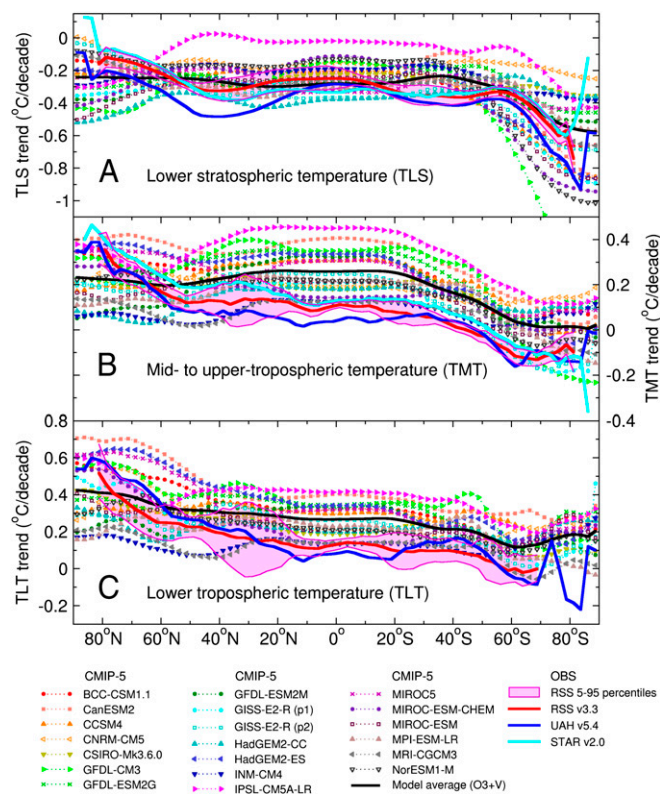 0
-0.2
-0.4
-0.6
-0.8
-1
TLS trend (°C/decade)
A Lower stratospheric temperature (TLS)
0.4
0.2
0
-0.2
-0.4
TMT trend (°C/decade)
B Mid- to upper-tropospheric temperature (TMT)
0.8
0.6
0.4
0.2
0
-0.2
TLT trend (°C/decade)
C Lower tropospheric temperature (TLT)
80°N 60°N 40°N 20°N 0° 20°S 40°S 60°S 80°S
CMIP-5
BCC-CSM1.1
CanESM2
CCSM4
CNRM-CM5
CSIRO-Mk3.6.0
GFDL-CM3
GFDL-ESM2G
CMIP-5
GFDL-ESM2M
GISS-E2-R (p1)
GISS-E2-R (p2)
HadGEM2-CC
HadGEM2-ES
INM-CM4
IPSL-CM5A-LR
CMIP-5
MIROC5
MIROC-ESM-CHEM
MIROC-ESM
MPI-ESM-LR
MRI-CGCM3
NorESM1-M
Model average (O3+V)
OBS
RSS 5-95 percentiles
RSS v3.3
UAH v5.4
STAR v2.0